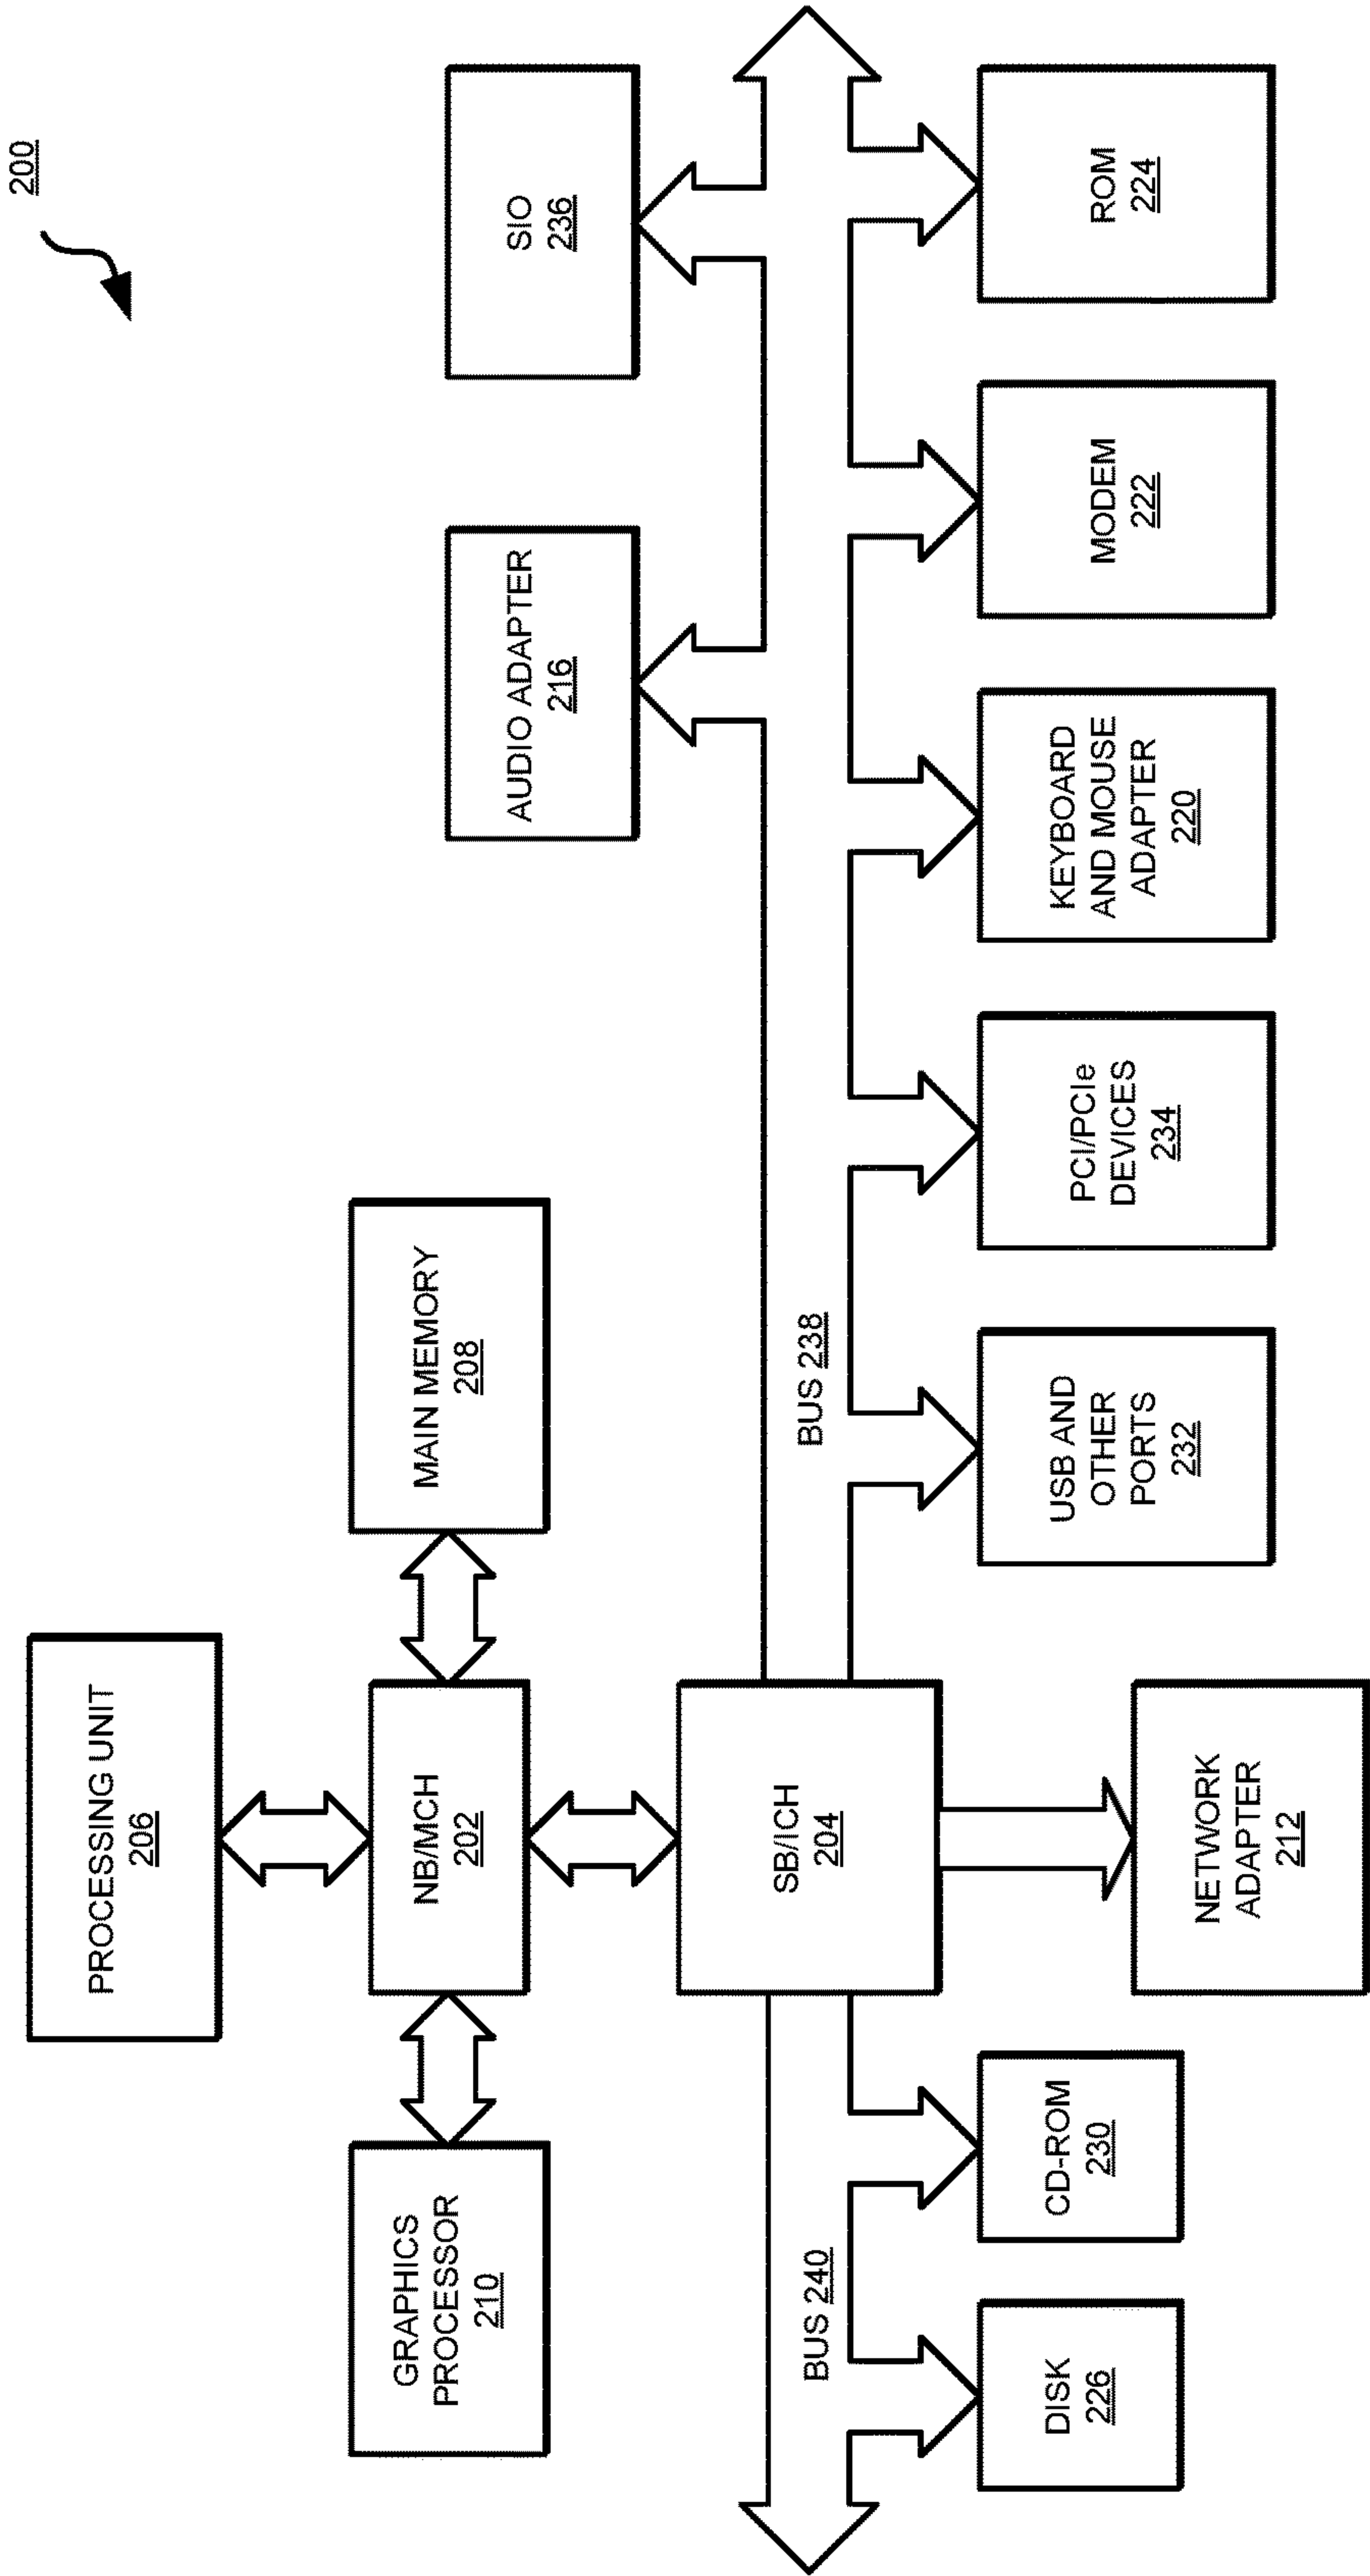 200
PROCESSING UNIT
206
GRAPHICS
PROCESSOR
210
NB/MCH
202
MAIN MEMORY
208
AUDIO ADAPTER
216
SIO
236
SB/ICH
204
BUS 240
BUS 238
DISK
226
CD-ROM
230
NETWORK
ADAPTER
212
USB AND
OTHER
PORTS
232
PCI/PCIe
DEVICES
234
KEYBOARD
AND MOUSE
ADAPTER
220
MODEM
222
ROM
224